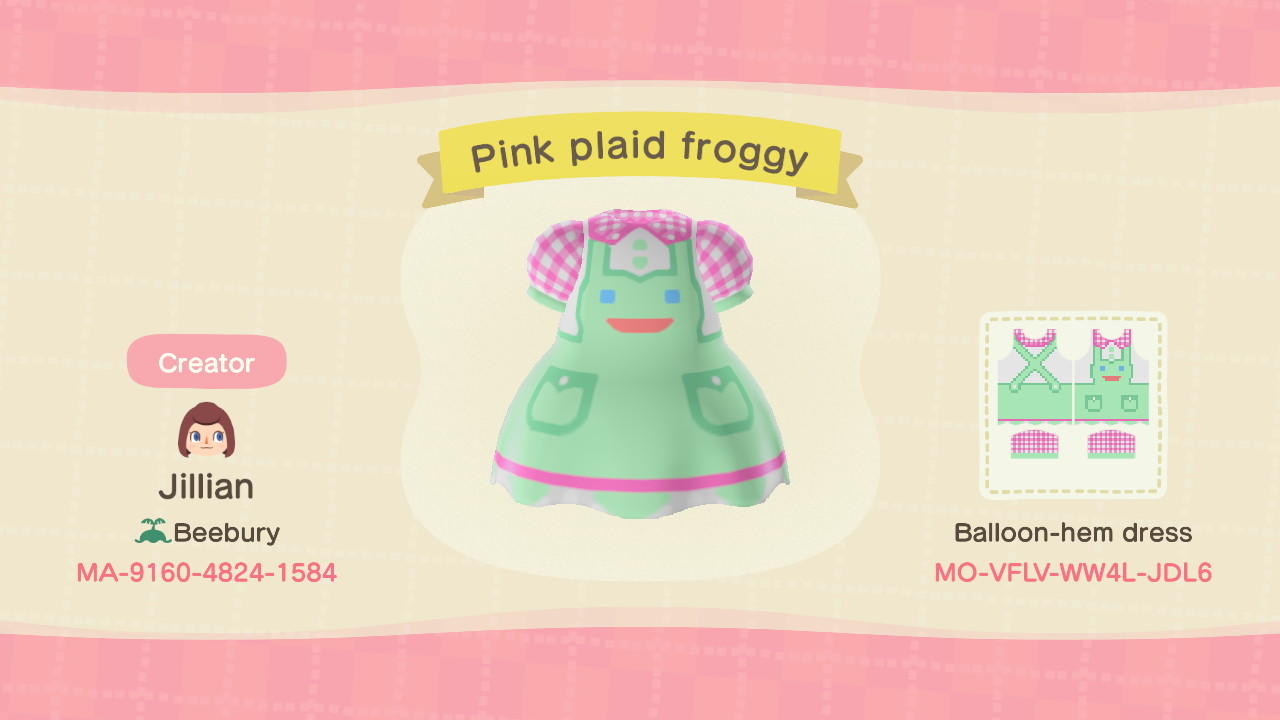 Pink plaid froggy
Creator
Jillian
Beebury
MA-9160-4824-1584
Balloon-hem dress
MO-VFLV-WW4L-JDL6